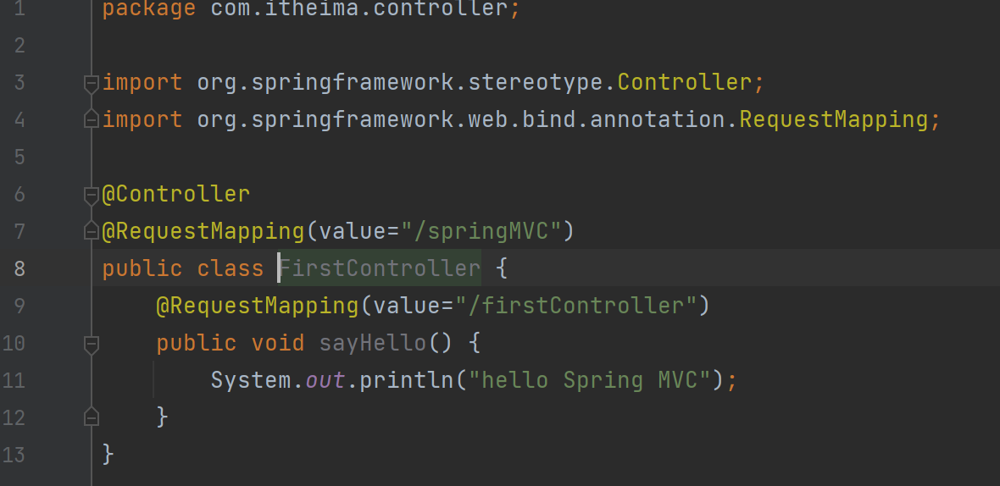 1 package com.itheima.controller;
2
3 import org.springframework.stereotype.Controller;
4 import org.springframework.web.bind.annotation.RequestMapping;
5
6 @Controller
7 @RequestMapping(value="/springMVC")
8 public class FirstController {
9     @RequestMapping(value="/firstController")
10     public void sayHello() {
11         System.out.println("hello Spring MVC");
12     }
13 }